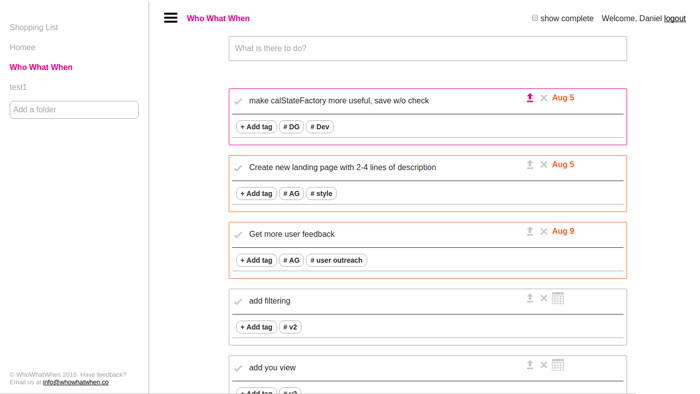 Shopping List
Homee
Who What When
test1
Add a folder
© WhoWhatWhen 2016. Have feedback?
Email us at info@whowhatwhen.co
Who What When
show complete Welcome, Daniel logout
What is there to do?
make calStateFactory more useful, save w/o check Aug 5
+ Add tag # DG # Dev
Create new landing page with 2-4 lines of description Aug 5
+ Add tag # AG # style
Get more user feedback Aug 9
+ Add tag # AG # user outreach
add filtering
+ Add tag # v2
add you view
+ Add tag # v2